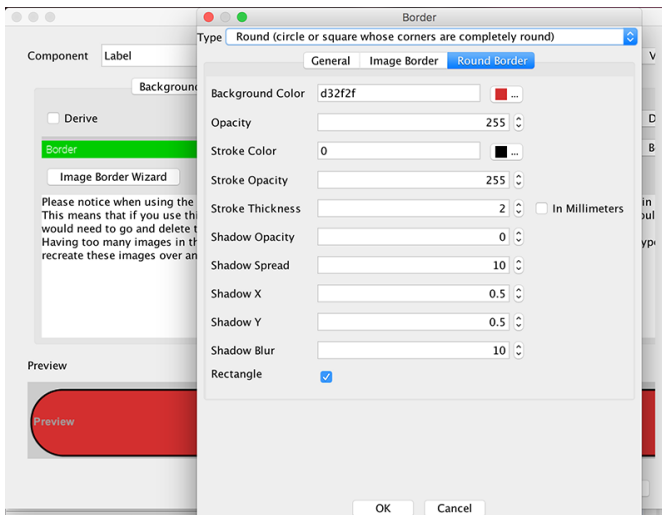 Border
Type Round (circle or square whose corners are completely round)
General Image Border Round Border
Background Color d32f2f ...
Opacity 255
Stroke Color 0 ...
Stroke Opacity 255
Stroke Thickness 2 In Millimeters
Shadow Opacity 0
Shadow Spread 10
Shadow X 0.5
Shadow Y 0.5
Shadow Blur 10
Rectangle
OK Cancel
Component Label
Background
Derive
Border
Image Border Wizard
Please notice when using the
This means that if you use thi
would need to go and delete t
Having too many images in th
recreate these images over an
Preview
Preview
V
D
B
in
oul
ype